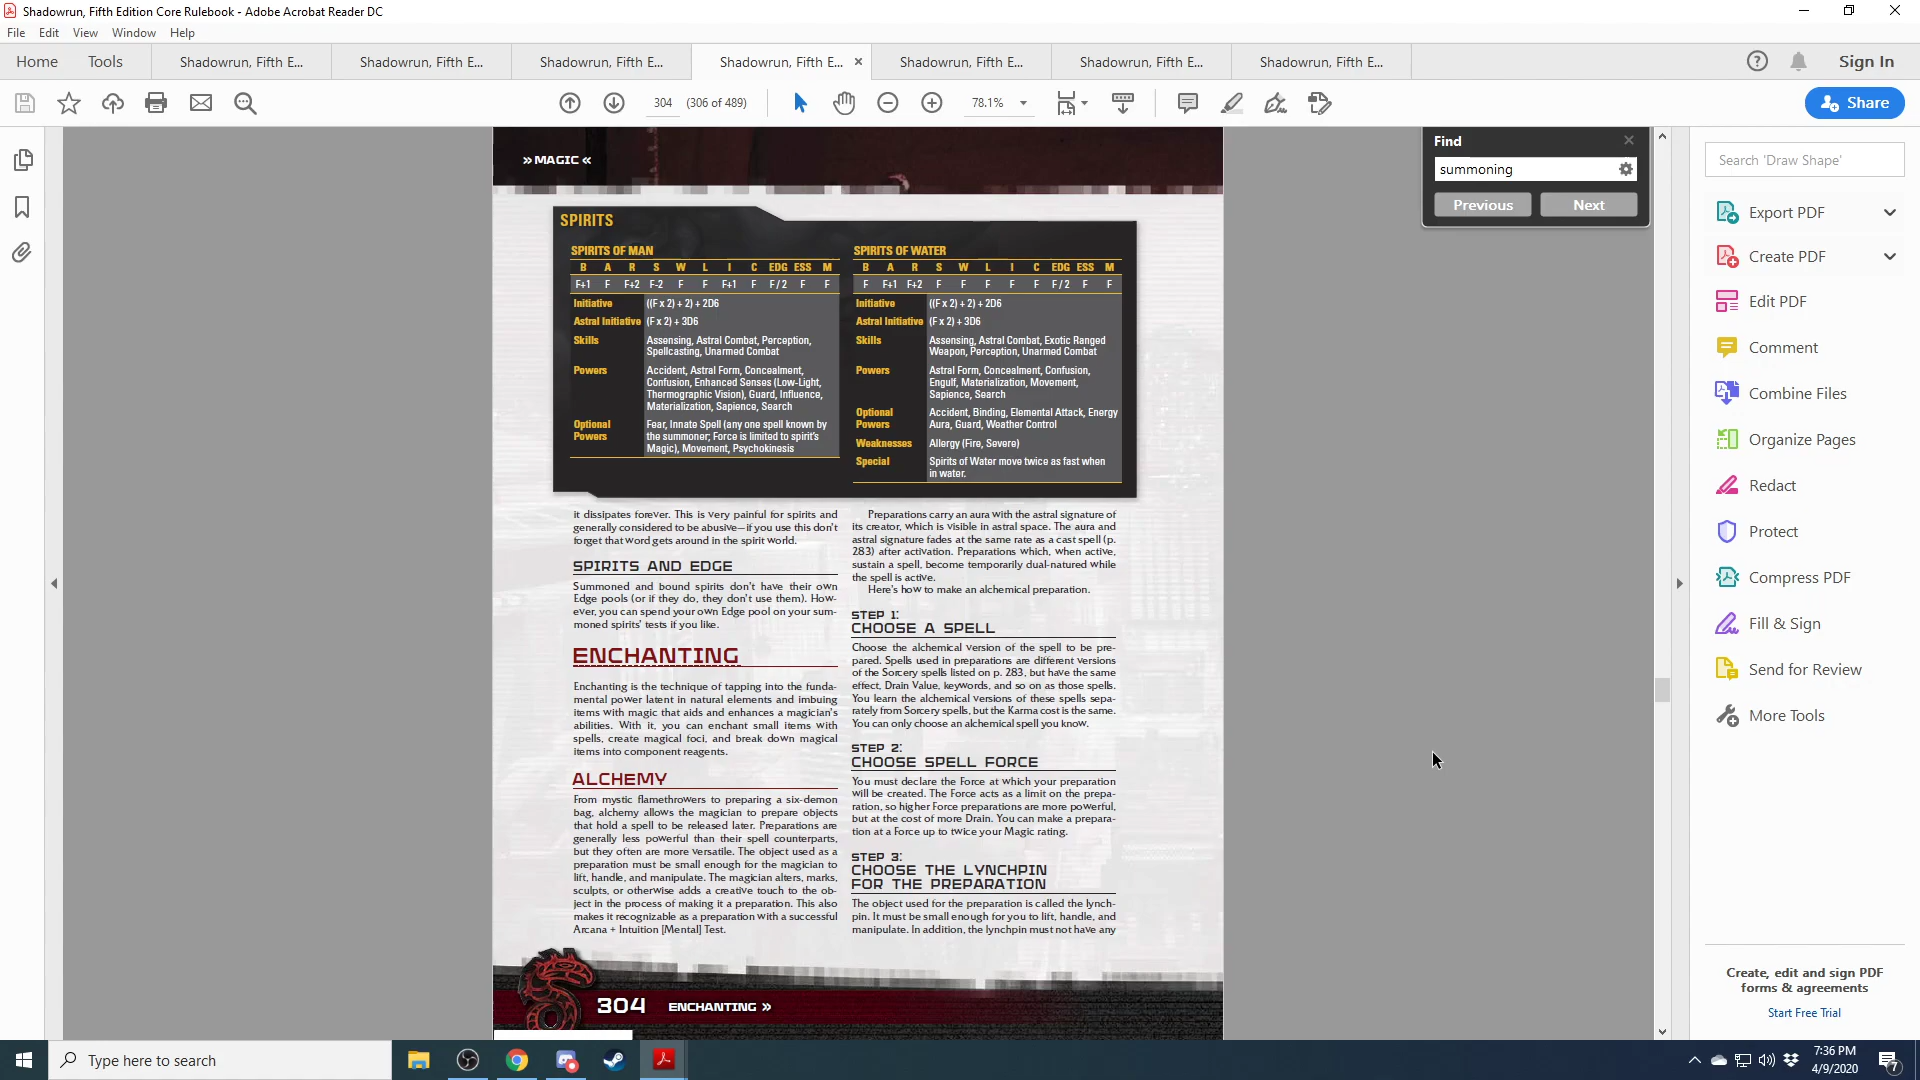 Shadowrun, Fifth Edition Core Rulebook - Adobe Acrobat Reader DC
File Edit View Window Help
Home Tools Shadowrun, Fifth E... Shadowrun, Fifth E... Shadowrun, Fifth E... Shadowrun, Fifth E... × Shadowrun, Fifth E... Shadowrun, Fifth E... Shadowrun, Fifth E... Sign In
304 (306 of 489) 78.1% Share
Find
summoning
Previous Next
» MAGIC «
SPIRITS
SPIRITS OF MAN
B A R S W L I C EDG ESS M
F+1 F F+2 F-2 F F F+1 F F / 2 F F
Initiative ((F x 2) + 2) + 2D6
Astral Initiative (F x 2) + 3D6
Skills Assensing, Astral Combat, Perception,
Spellcasting, Unarmed Combat
Powers Accident, Astral Form, Concealment,
Confusion, Enhanced Senses (Low-Light,
Thermographic Vision), Guard, Influence,
Materialization, Sapience, Search
Optional Fear, Innate Spell (any one spell known by
Powers the summoner; Force is limited to spirit's
Magic), Movement, Psychokinesis
SPIRITS OF WATER
B A R S W L I C EDG ESS M
F F+1 F+2 F F F F F F / 2 F F
Initiative ((F x 2) + 2) + 2D6
Astral Initiative (F x 2) + 3D6
Skills Assensing, Astral Combat, Exotic Ranged
Weapon, Perception, Unarmed Combat
Powers Astral Form, Concealment, Confusion,
Engulf, Materialization, Movement,
Sapience, Search
Optional Accident, Binding, Elemental Attack, Energy
Powers Aura, Guard, Weather Control
Weaknesses Allergy (Fire, Severe)
Special Spirits of Water move twice as fast when
in water.
it dissipates forever. This is very painful for spirits and
generally considered to be abusive—if you use this don't
forget that word gets around in the spirit world.
SPIRITS AND EDGE
Summoned and bound spirits don't have their own
Edge pools (or if they do, they don't use them). How-
ever, you can spend your own Edge pool on your sum-
moned spirits' tests if you like.
ENCHANTING
Enchanting is the technique of tapping into the funda-
mental power latent in natural elements and imbuing
items with magic that aids and enhances a magician's
abilities. With it, you can enchant small items with
spells, create magical foci, and break down magical
items into component reagents.
ALCHEMY
From mystic flamethrowers to preparing a six-demon
bag, alchemy allows the magician to prepare objects
that hold a spell to be released later. Preparations are
generally less powerful than their spell counterparts,
but they often are more versatile. The object used as a
preparation must be small enough for the magician to
lift, handle, and manipulate. The magician alters, marks,
sculpts, or otherwise adds a creative touch to the ob-
ject in the process of making it a preparation. This also
makes it recognizable as a preparation with a successful
Arcana + Intuition [Mental] Test.
Preparations carry an aura with the astral signature of
its creator, which is visible in astral space. The aura and
astral signature fades at the same rate as a cast spell (p.
283) after activation. Preparations which, when active,
sustain a spell, become temporarily dual-natured while
the spell is active.
Here's how to make an alchemical preparation.
STEP 1:
CHOOSE A SPELL
Choose the alchemical version of the spell to be pre-
pared. Spells used in preparations are different versions
of the Sorcery spells listed on p. 283, but have the same
effect, Drain Value, keywords, and so on as those spells.
You learn the alchemical versions of these spells sepa-
rately from Sorcery spells, but the Karma cost is the same.
You can only choose an alchemical spell you know.
STEP 2:
CHOOSE SPELL FORCE
You must declare the Force at which your preparation
will be created. The Force acts as a limit on the prepa-
ration, so higher Force preparations are more powerful,
but at the cost of more Drain. You can make a prepara-
tion at a Force up to twice your Magic rating.
STEP 3:
CHOOSE THE LYNCHPIN
FOR THE PREPARATION
The object used for the preparation is called the lynch-
pin. It must be small enough for you to lift, handle, and
manipulate. In addition, the lynchpin must not have any
304 ENCHANTING »
Search 'Draw Shape'
Export PDF
Create PDF
Edit PDF
Comment
Combine Files
Organize Pages
Redact
Protect
Compress PDF
Fill & Sign
Send for Review
More Tools
Create, edit and sign PDF
forms & agreements
Start Free Trial
Type here to search
7:36 PM
4/9/2020
7